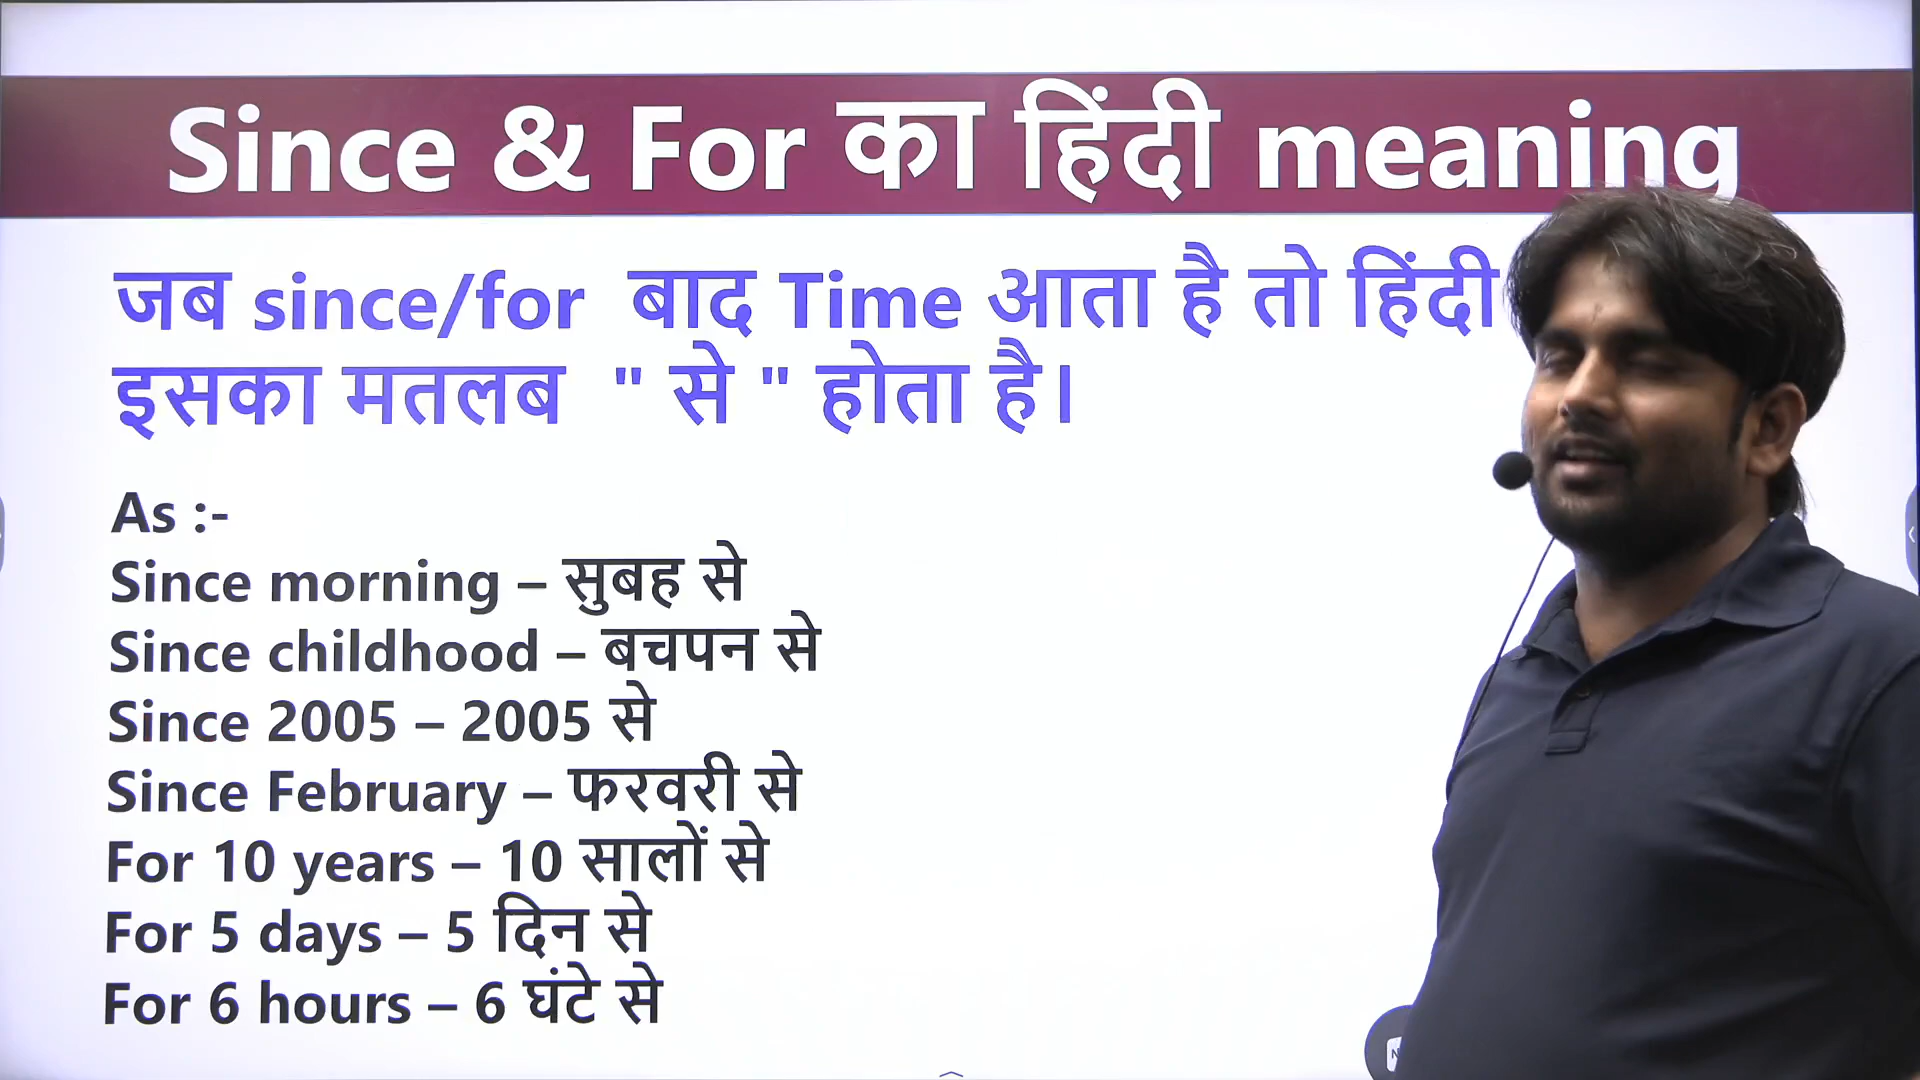 Since & For का हिंदी meaning
जब since/for बाद Time आता है तो हिंदी
इसका मतलब " से " होता है।
As :-
Since morning – सुबह से
Since childhood – बचपन से
Since 2005 – 2005 से
Since February – फरवरी से
For 10 years – 10 सालों से
For 5 days – 5 दिन से
For 6 hours – 6 घंटे से